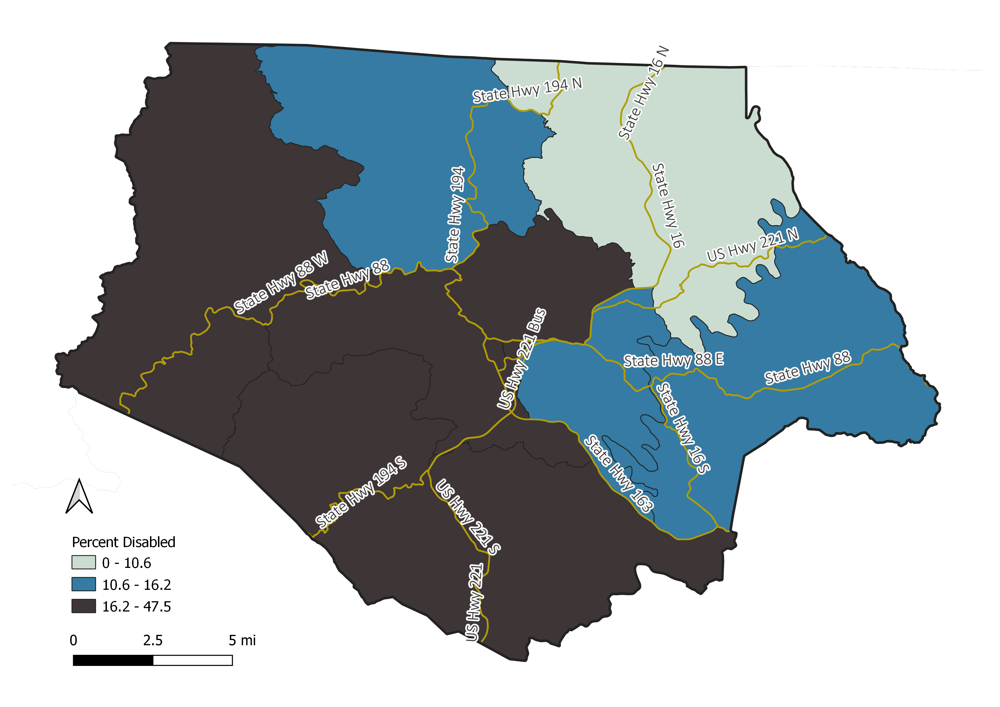 State Hwy 16 N
State Hwy 194 N
State Hwy 194
State Hwy 16
US Hwy 221 N
State Hwy 88 W
State Hwy 88
US Hwy 221 Bus
State Hwy 88 E
State Hwy 88
State Hwy 16 S
State Hwy 163
State Hwy 194 S
US Hwy 221 S
US Hwy 221
Percent Disabled
0 - 10.6
10.6 - 16.2
16.2 - 47.5
0 2.5 5 mi